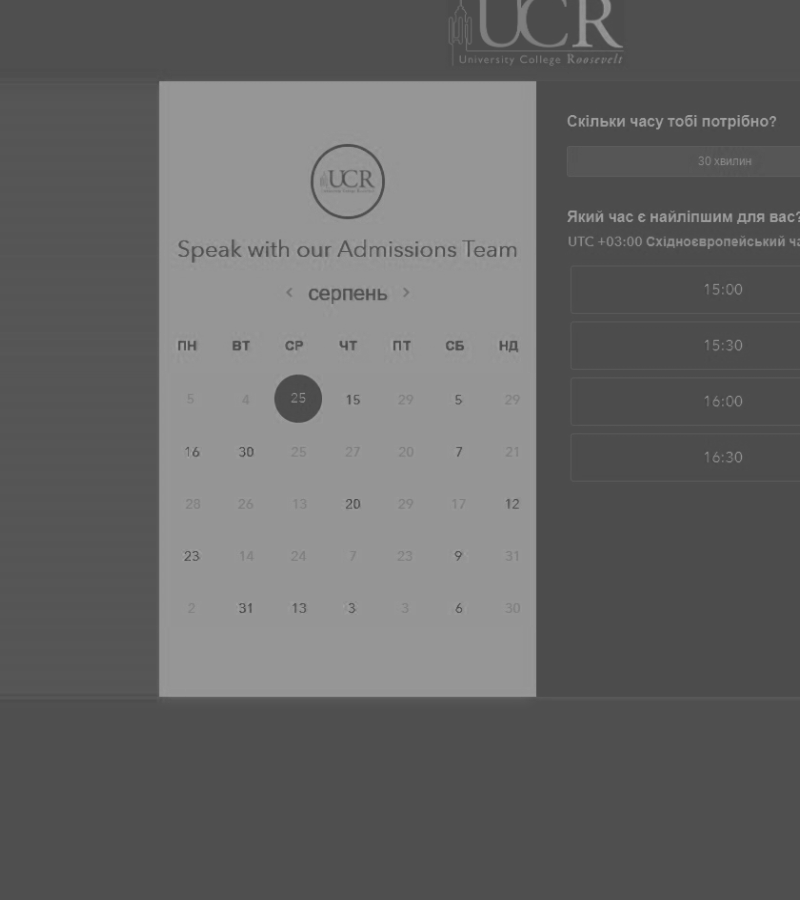 UCR
University College Roosevelt
UCR
Speak with our Admissions Team
< серпень >
ПН ВТ СР ЧТ ПТ СБ НД
5 4 25 15 29 5 29
16 30 25 27 20 7 21
28 26 13 20 29 17 12
23 14 24 7 23 9 31
2 31 13 3 3 6 30
Скільки часу тобі потрібно?
30 хвилин
Який час є найліпшим для вас?
UTC +03:00 Східноєвропейський
15:00
15:30
16:00
16:30